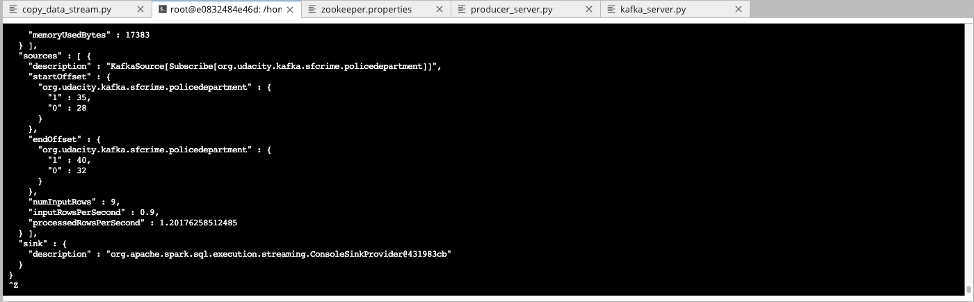 copy_data_stream.py
root@e0832484e46d: /hon
zookeeper.properties
producer_server.py
kafka_server.py
"memoryUsedBytes" : 17383
} ],
"sources" : [ {
"description" : "KafkaSource[Subscribe[org.udacity.kafka.sfcrime.policedepartment]]",
"startOffset" : {
"org.udacity.kafka.sfcrime.policedepartment" : {
"1" : 35,
"0" : 28
}
},
"endOffset" : {
"org.udacity.kafka.sfcrime.policedepartment" : {
"1" : 40,
"0" : 32
}
},
"numInputRows" : 9,
"inputRowsPerSecond" : 0.9,
"processedRowsPerSecond" : 1.20176258512485
} ],
"sink" : {
"description" : "org.apache.spark.sql.execution.streaming.ConsoleSinkProvider@431983cb"
}
}
^Z